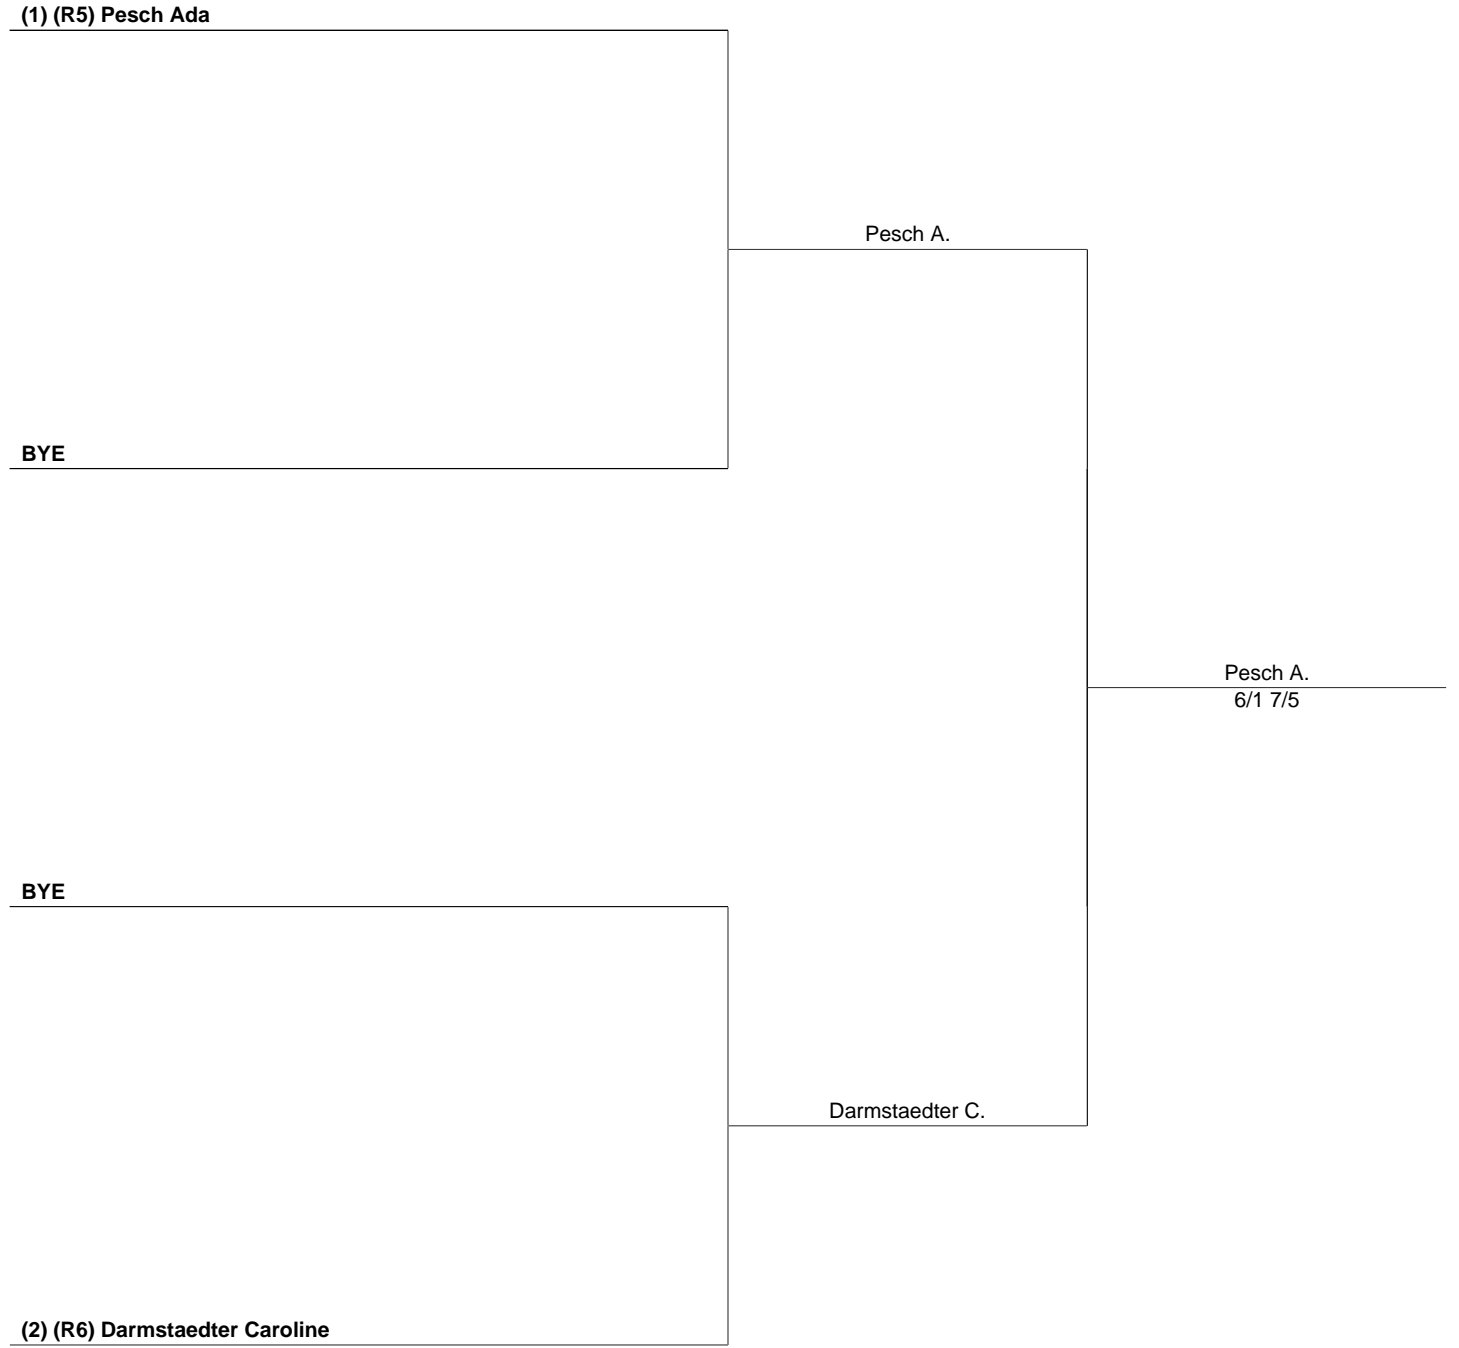 (1) (R5) Pesch Ada
Pesch A.
BYE
Pesch A.
6/1 7/5
BYE
Darmstaedter C.
(2) (R6) Darmstaedter Caroline